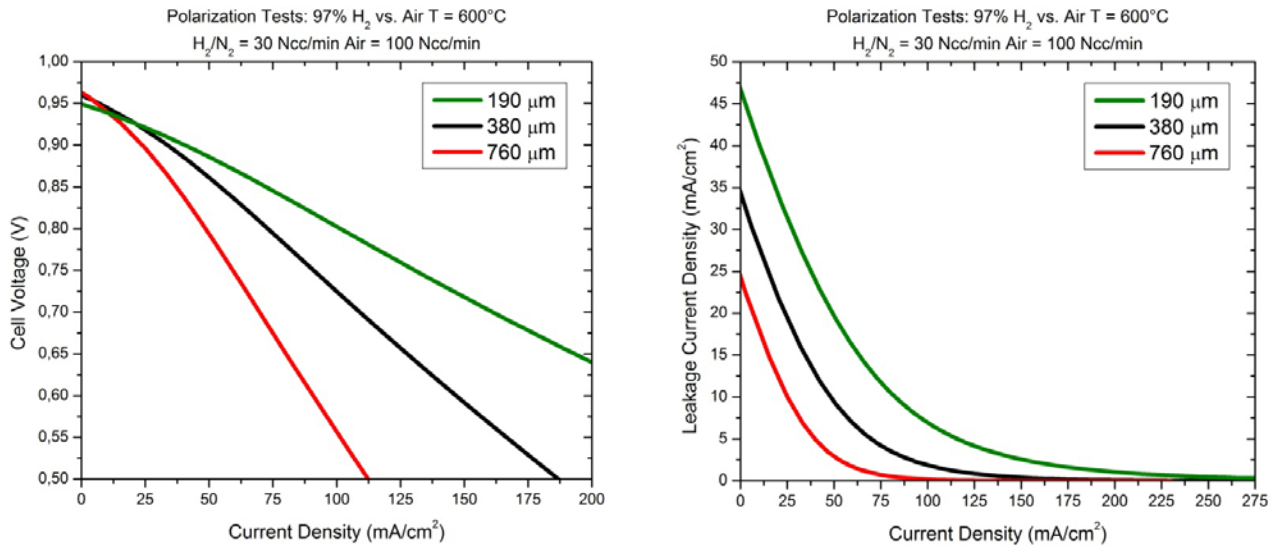 Polarization Tests: 97% H₂ vs. Air T = 600°C
H₂/N₂ = 30 Ncc/min Air = 100 Ncc/min
1,00
0,95
0,90
0,85
0,80
0,75
0,70
0,65
0,60
0,55
0,50
Cell Voltage (V)
190 μm
380 μm
760 μm
0 25 50 75 100 125 150 175 200
Current Density (mA/cm²)
Polarization Tests: 97% H₂ vs. Air T = 600°C
H₂/N₂ = 30 Ncc/min Air = 100 Ncc/min
50
45
40
35
30
25
20
15
10
5
0
Leakage Current Density (mA/cm²)
190 μm
380 μm
760 μm
0 25 50 75 100 125 150 175 200 225 250 275
Current Density (mA/cm²)